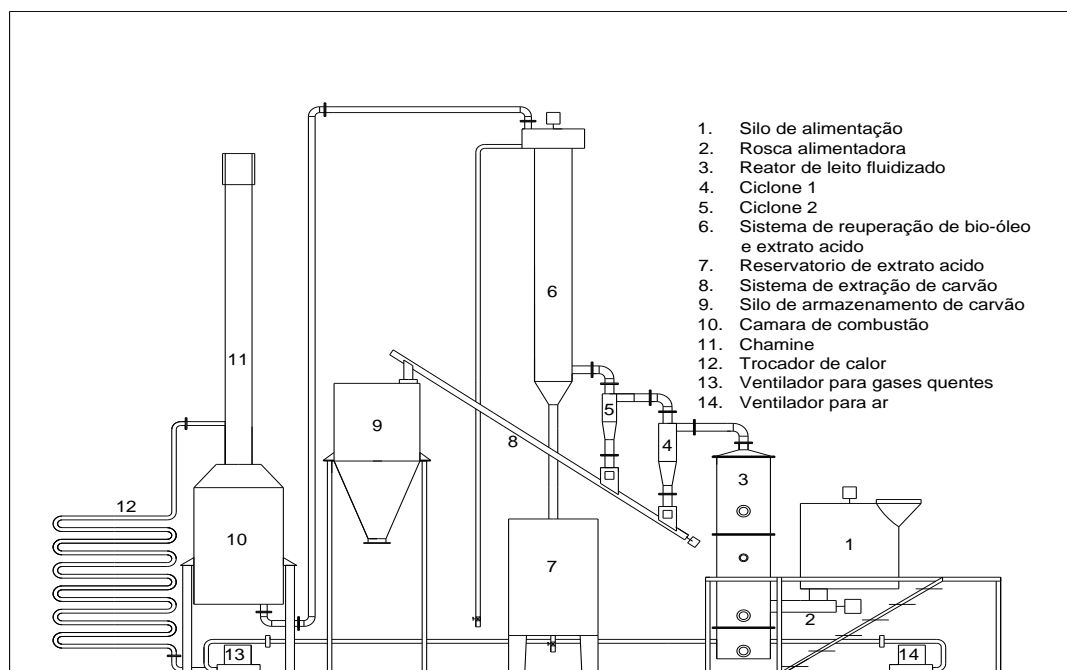 1. Silo de alimentação
2. Rosca alimentadora
3. Reator de leito fluidizado
4. Ciclone 1
5. Ciclone 2
6. Sistema de reuperação de bio-óleo
e extrato acido
7. Reservatorio de extrato acido
8. Sistema de extração de carvão
9. Silo de armazenamento de carvão
10. Camara de combustão
11. Chamine
12. Trocador de calor
13. Ventilador para gases quentes
14. Ventilador para ar
6
11
5
9
8
4
3
12
10
1
7
2
13
14